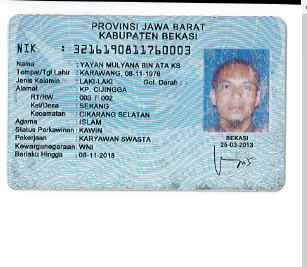 PROVINSI JAWA BARAT
KABUPATEN BEKASI
NIK : 3216190811760003
Nama : YAYAN MULYANA BIN ATA KS
Tempat/Tgl Lahir : KARAWANG, 08-11-1976
Jenis Kelamin : LAKI-LAKI Gol. Darah :
Alamat : KP. CIJINGGA
RT/RW : 003 / 002
Kel/Desa : SERANG
Kecamatan : CIKARANG SELATAN
Agama : ISLAM
Status Perkawinan : KAWIN
Pekerjaan : KARYAWAN SWASTA
Kewarganegaraan : WNI
Berlaku Hingga : 08-11-2018
BEKASI
25-03-2013